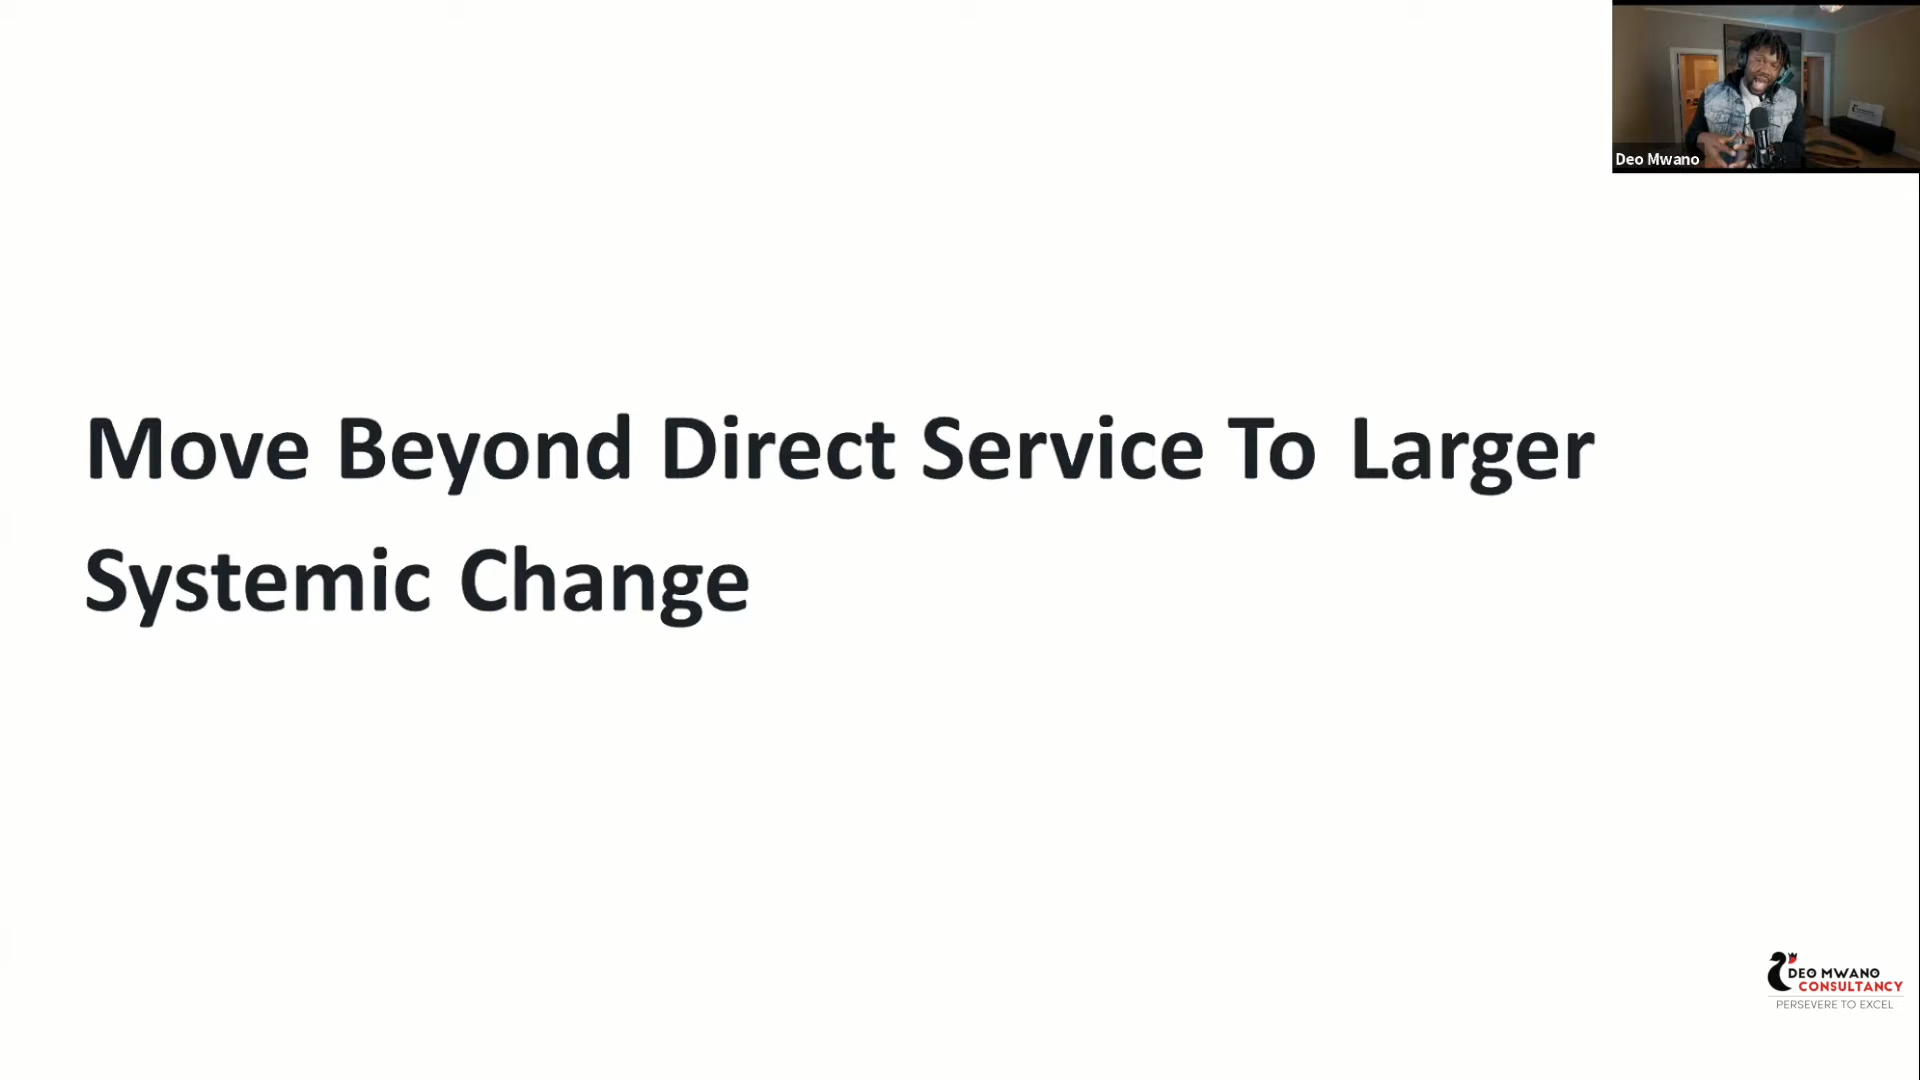 Deo Mwano
Move Beyond Direct Service To Larger
Systemic Change
DEO MWANO
CONSULTANCY
PERSEVERE TO EXCEL